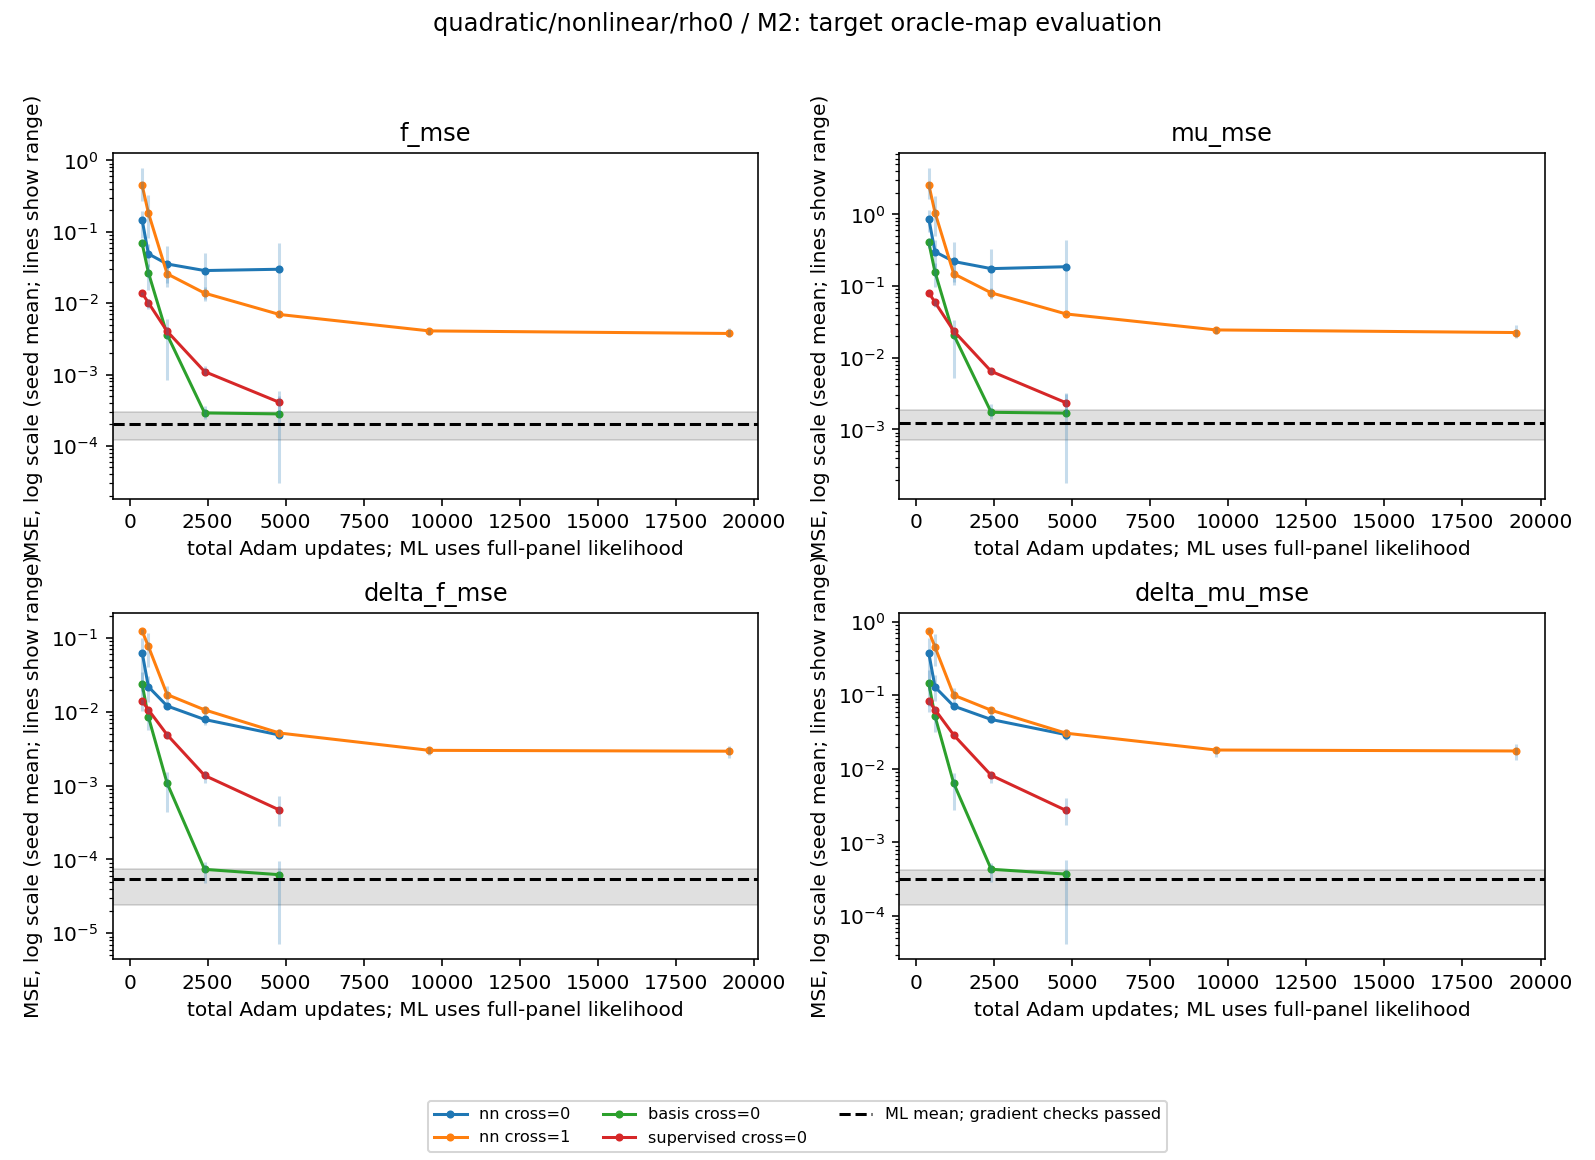 quadratic/nonlinear/rho0 / M2: target oracle-map evaluation
f_mse
MSE, log scale (seed mean; lines show range)
10⁰
10⁻¹
10⁻²
10⁻³
10⁻⁴
0 2500 5000 7500 10000 12500 15000 17500 20000
total Adam updates; ML uses full-panel likelihood
mu_mse
MSE, log scale (seed mean; lines show range)
10⁰
10⁻¹
10⁻²
10⁻³
0 2500 5000 7500 10000 12500 15000 17500 20000
total Adam updates; ML uses full-panel likelihood
delta_f_mse
MSE, log scale (seed mean; lines show range)
10⁻¹
10⁻²
10⁻³
10⁻⁴
10⁻⁵
0 2500 5000 7500 10000 12500 15000 17500 20000
total Adam updates; ML uses full-panel likelihood
delta_mu_mse
MSE, log scale (seed mean; lines show range)
10⁰
10⁻¹
10⁻²
10⁻³
10⁻⁴
0 2500 5000 7500 10000 12500 15000 17500 20000
total Adam updates; ML uses full-panel likelihood
nn cross=0
nn cross=1
basis cross=0
supervised cross=0
ML mean; gradient checks passed